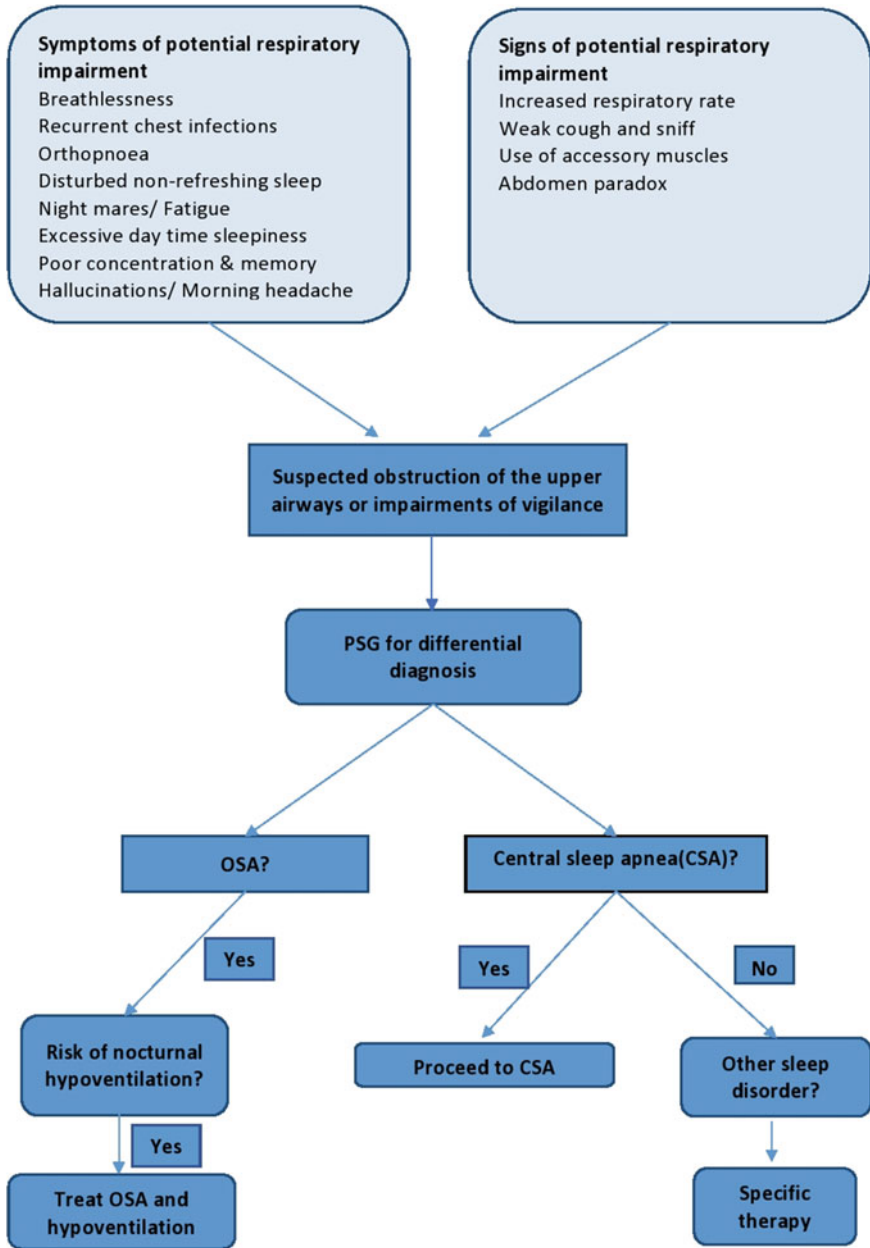 Symptoms of potential respiratory
impairment
Breathlessness
Recurrent chest infections
Orthopnoea
Disturbed non-refreshing sleep
Night mares/ Fatigue
Excessive day time sleepiness
Poor concentration & memory
Hallucinations/ Morning headache
Signs of potential respiratory
impairment
Increased respiratory rate
Weak cough and sniff
Use of accessory muscles
Abdomen paradox
Suspected obstruction of the upper
airways or impairments of vigilance
PSG for differential
diagnosis
OSA?
Central sleep apnea(CSA)?
Yes
Yes
No
Risk of nocturnal
hypoventilation?
Proceed to CSA
Other sleep
disorder?
Yes
Treat OSA and
hypoventilation
Specific
therapy